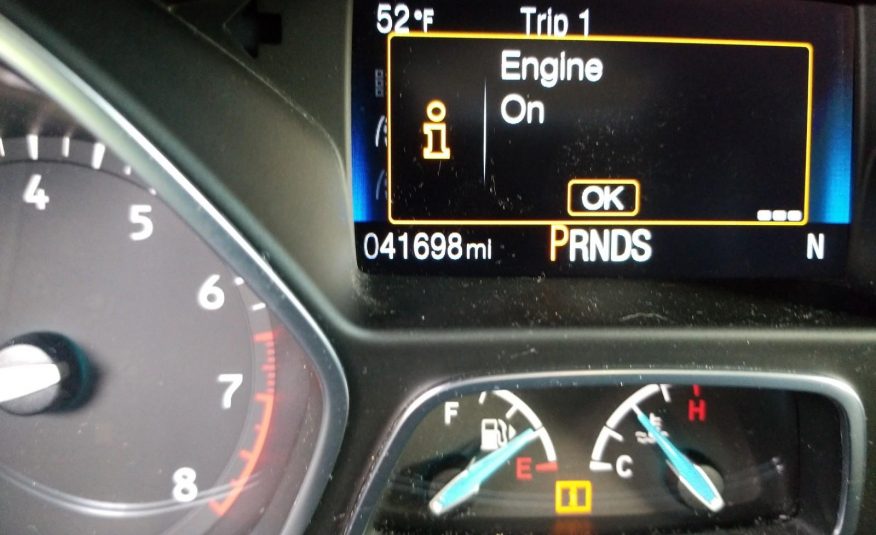 52°F Trip 1
Engine
On
i
OK
041698mi PRNDS N
4
5
6
7
8
F
E
H
C